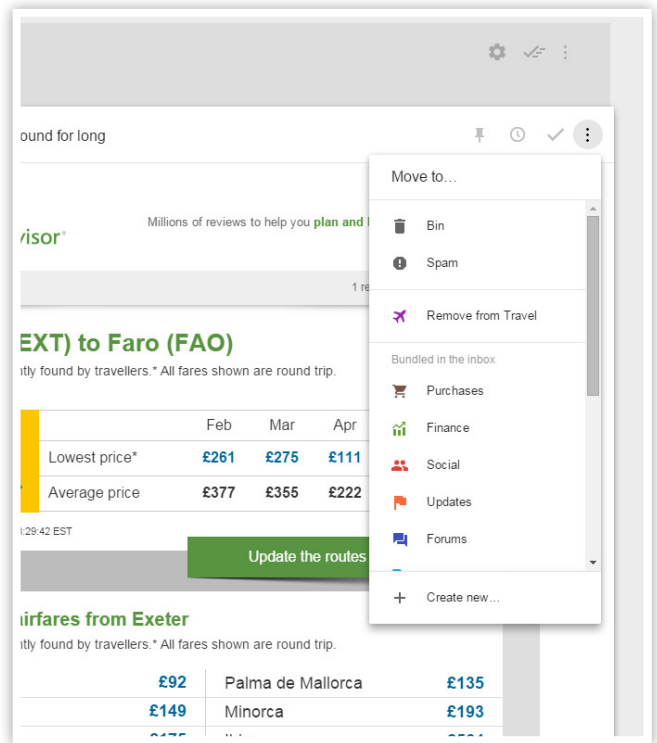 ound for long
Move to...
visor®
Millions of reviews to help you plan and
Bin
Spam
1 re
Remove from Travel
EXT) to Faro (FAO)
ntly found by travellers.* All fares shown are round trip.
Bundled in the inbox
Purchases
Feb Mar Apr
Finance
Lowest price* £261 £275 £111
Social
Average price £377 £355 £222
Updates
:29:42 EST
Forums
Update the routes
Create new...
irfares from Exeter
ntly found by travellers.* All fares shown are round trip.
£92 Palma de Mallorca £135
£149 Minorca £193